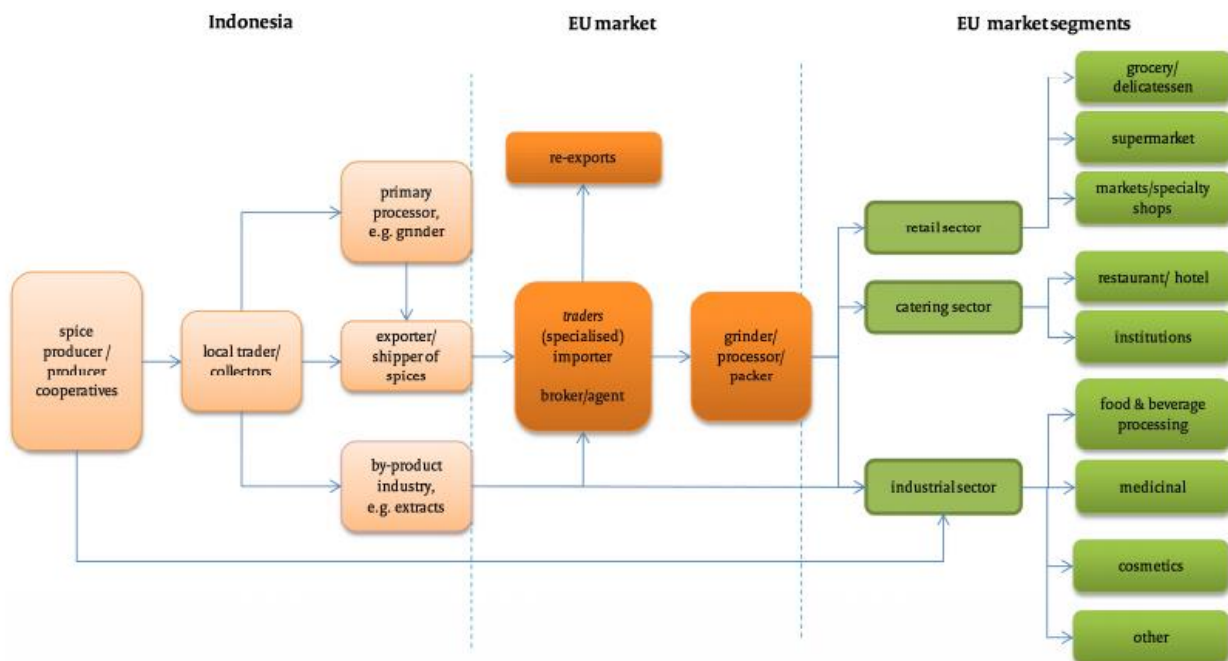 Indonesia
EU market
EU market segments
grocery/
delicatessen
supermarket
markets/specialty
shops
re-exports
primary
processor,
e.g. grinder
retail sector
restaurant/ hotel
catering sector
institutions
spice
producer /
producer
cooperatives
local trader/
collectors
exporter/
shipper of
spices
traders
(specialised)
importer
broker/agent
grinder/
processor/
packer
food & beverage
processing
by-product
industry,
e.g. extracts
industrial sector
medicinal
cosmetics
other